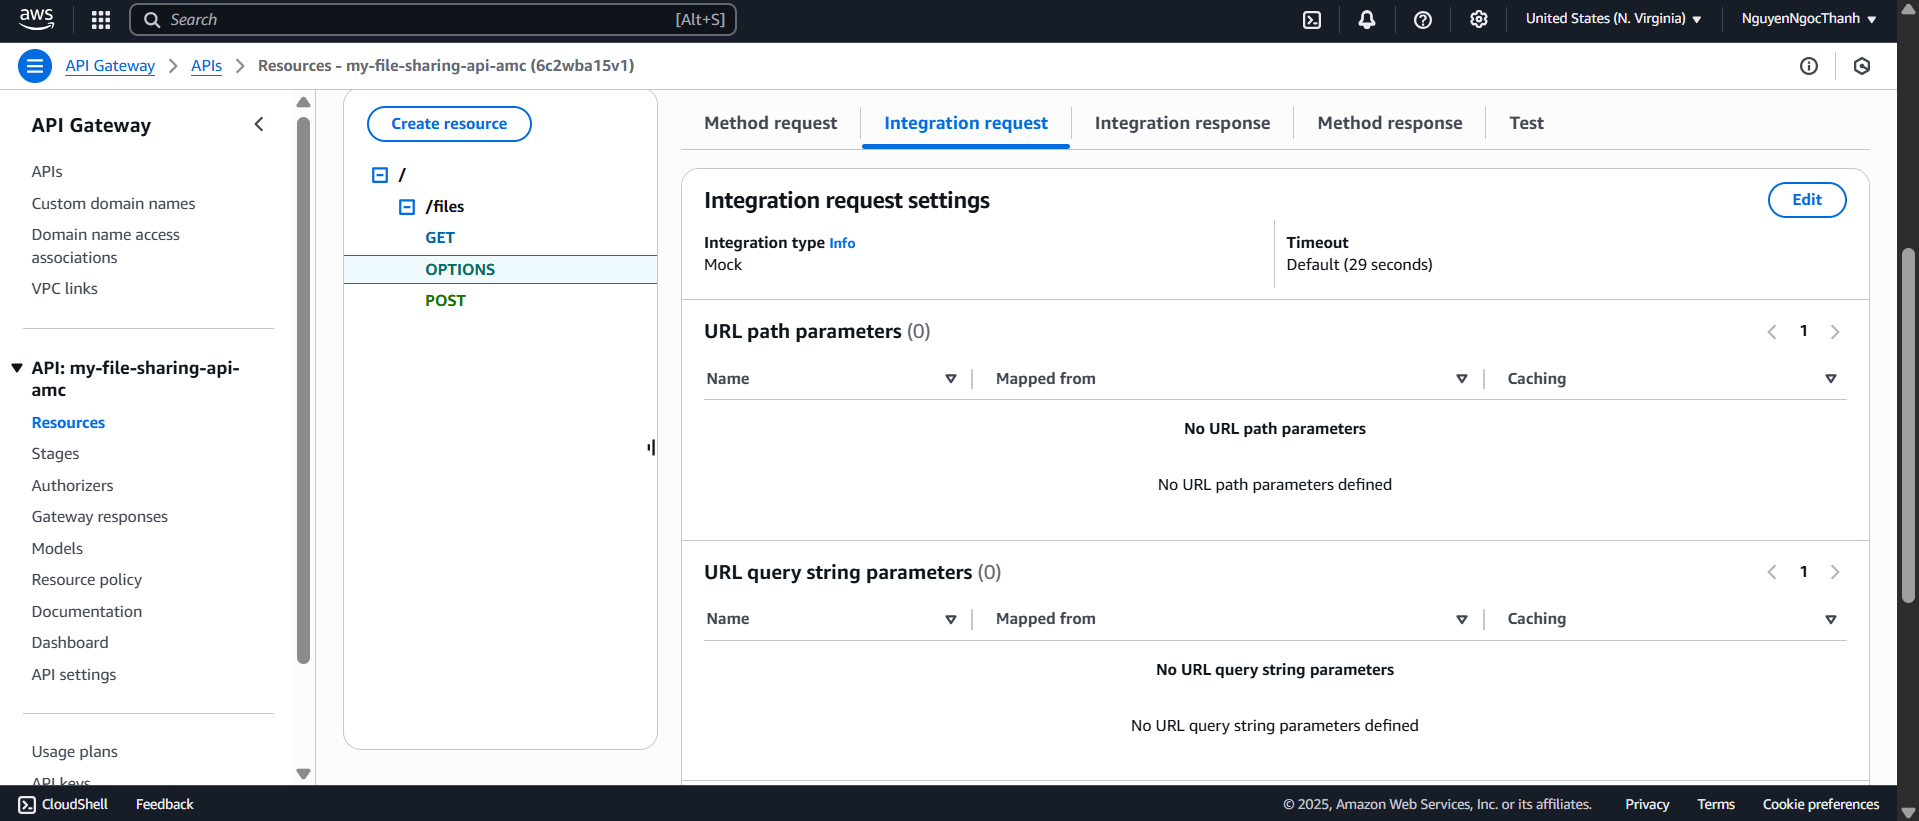 aws
Search
[Alt+S]
United States (N. Virginia)
NguyenNgocThanh
API Gateway
APIs
Resources - my-file-sharing-api-amc (6c2wba15v1)
API Gateway
APIs
Custom domain names
Domain name access
associations
VPC links
API: my-file-sharing-api-
amc
Resources
Stages
Authorizers
Gateway responses
Models
Resource policy
Documentation
Dashboard
API settings
Usage plans
API keys
Create resource
/
/files
GET
OPTIONS
POST
Method request
Integration request
Integration response
Method response
Test
Integration request settings
Edit
Integration type Info
Mock
Timeout
Default (29 seconds)
URL path parameters (0)
1
Name
Mapped from
Caching
No URL path parameters
No URL path parameters defined
URL query string parameters (0)
1
Name
Mapped from
Caching
No URL query string parameters
No URL query string parameters defined
CloudShell
Feedback
© 2025, Amazon Web Services, Inc. or its affiliates.
Privacy
Terms
Cookie preferences